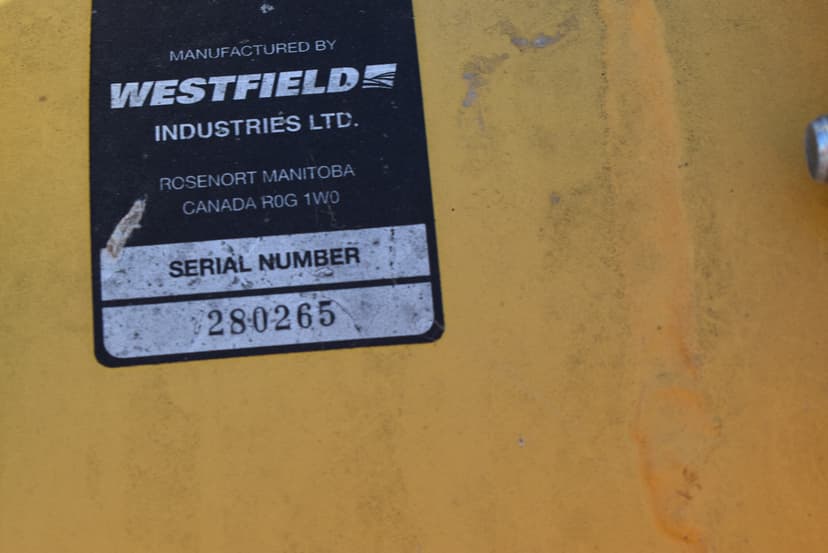 MANUFACTURED BY
WESTFIELD
INDUSTRIES LTD.
ROSENORT MANITOBA
CANADA R0G 1W0
SERIAL NUMBER
280265